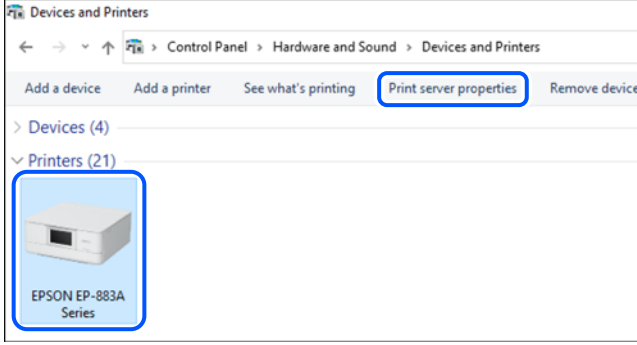 Devices and Printers
Control Panel > Hardware and Sound > Devices and Printers
Add a device Add a printer See what's printing Print server properties Remove device
Devices (4)
Printers (21)
EPSON EP-883A
Series